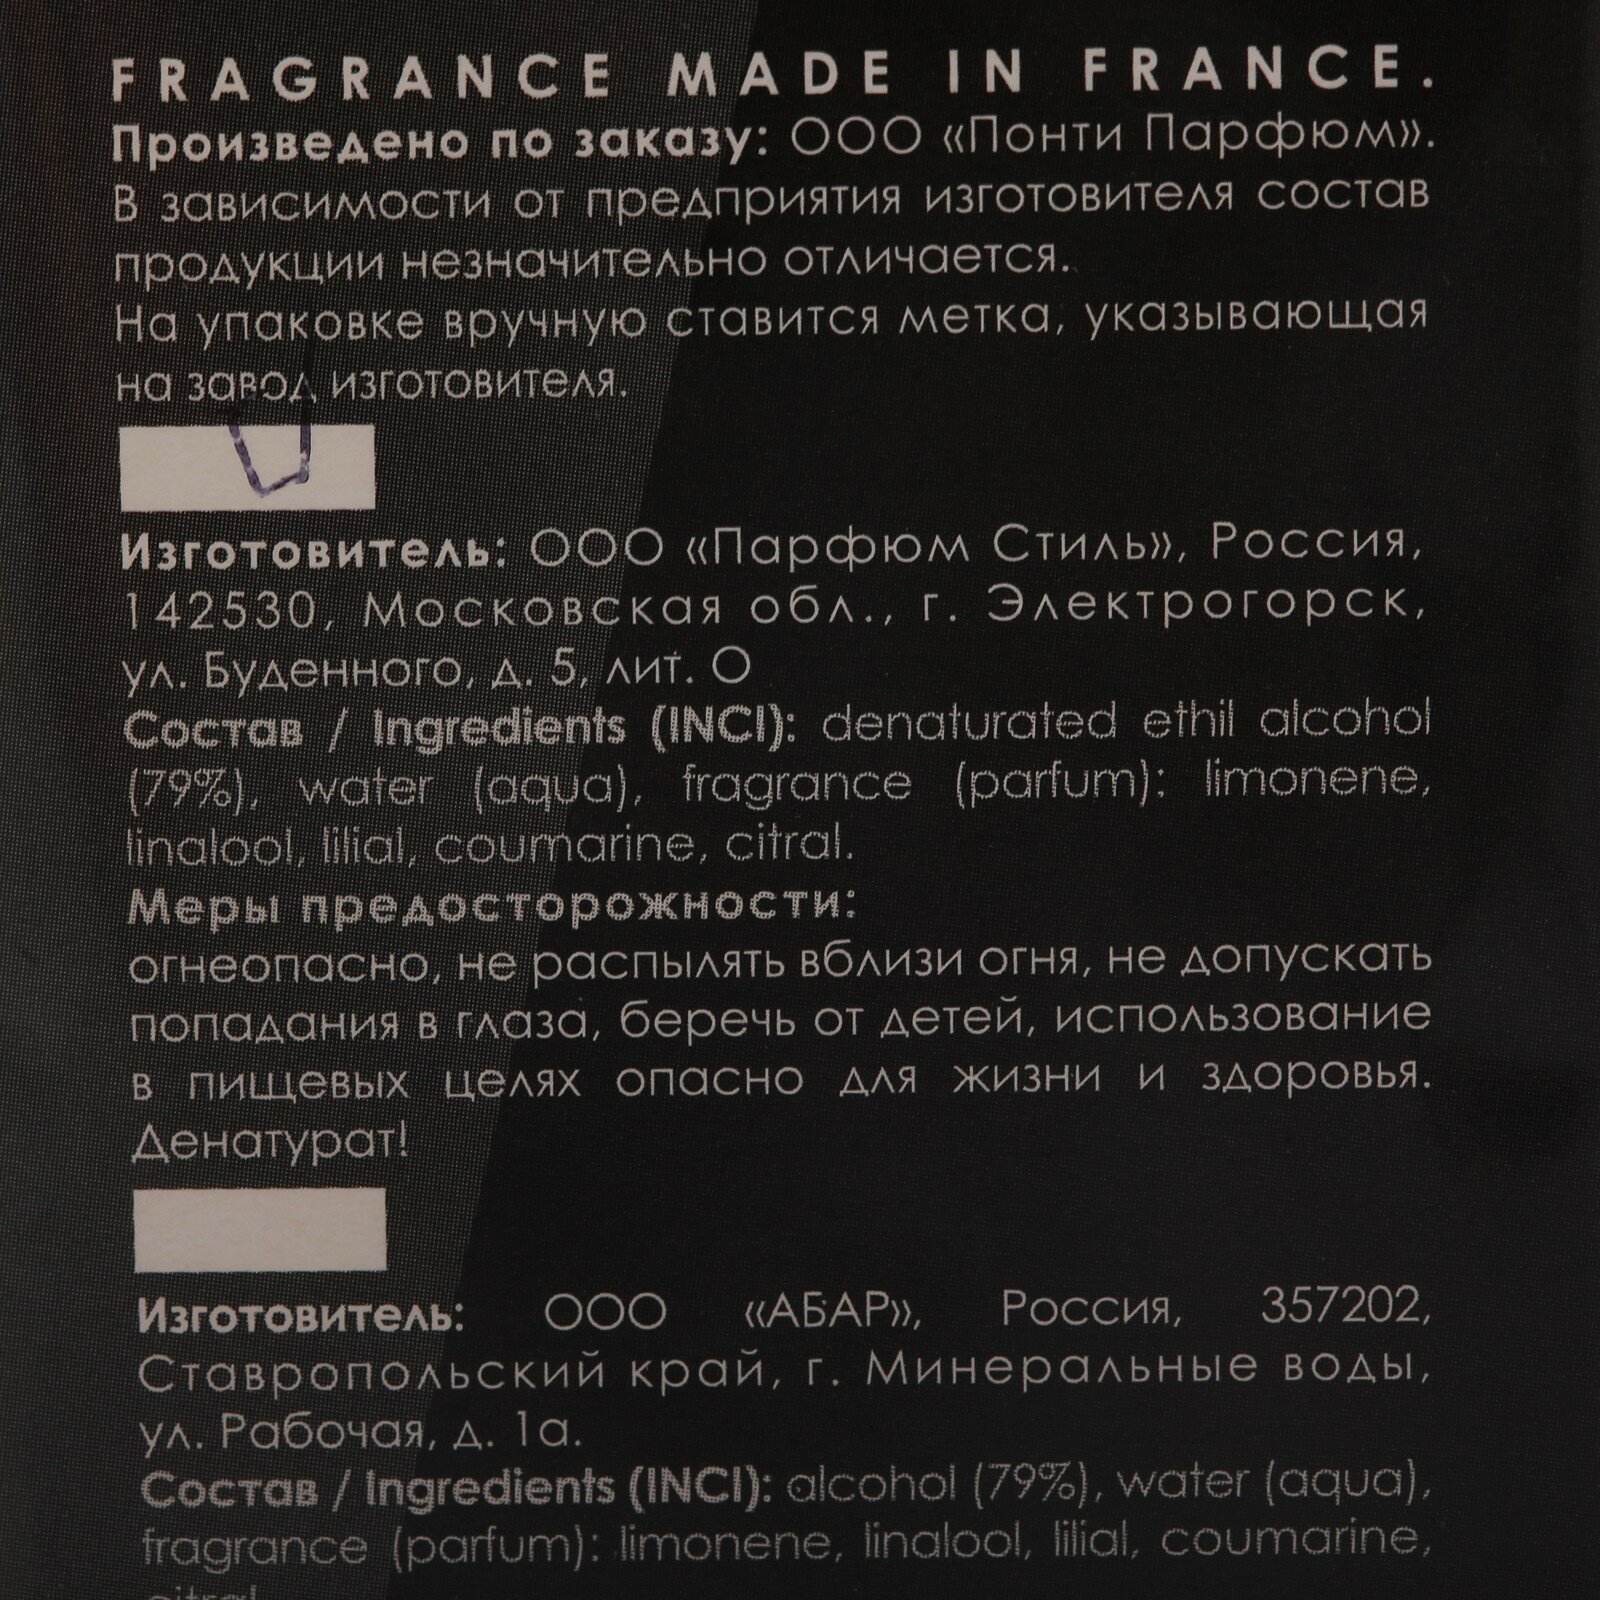 FRAGRANCE MADE IN FRANCE.
Произведено по заказу: ООО «Понти Парфюм».
В зависимости от предприятия изготовителя состав
продукции незначительно отличается.
На упаковке вручную ставится метка, указывающая
на завод изготовителя.
Изготовитель: ООО «Парфюм Стиль», Россия,
142530, Московская обл., г. Электрогорск,
ул. Буденного, д. 5, лит. О
Состав / Ingredients (INCI): denaturated ethil alcohol
(79%), water (aqua), fragrance (parfum): limonene,
linalool, lilial, coumarine, citral.
Меры предосторожности:
огнеопасно, не распылять вблизи огня, не допускать
попадания в глаза, беречь от детей, использование
в пищевых целях опасно для жизни и здоровья.
Денатурат!
Изготовитель: ООО «АБАР», Россия, 357202,
Ставропольский край, г. Минеральные воды,
ул. Рабочая, д. 1а.
Состав / Ingredients (INCI): alcohol (79%), water (aqua),
fragrance (parfum): limonene, linalool, lilial, coumarine,